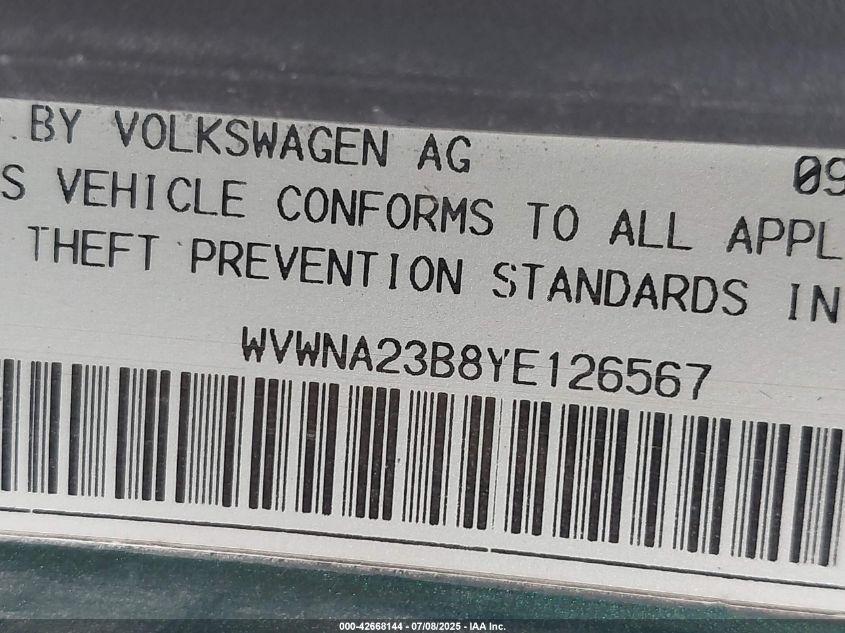 . BY VOLKSWAGEN AG 09
S VEHICLE CONFORMS TO ALL APPL
THEFT PREVENTION STANDARDS IN
WVWNA23B8YE126567
000-42668144 - 07/08/2025 - IAA Inc.